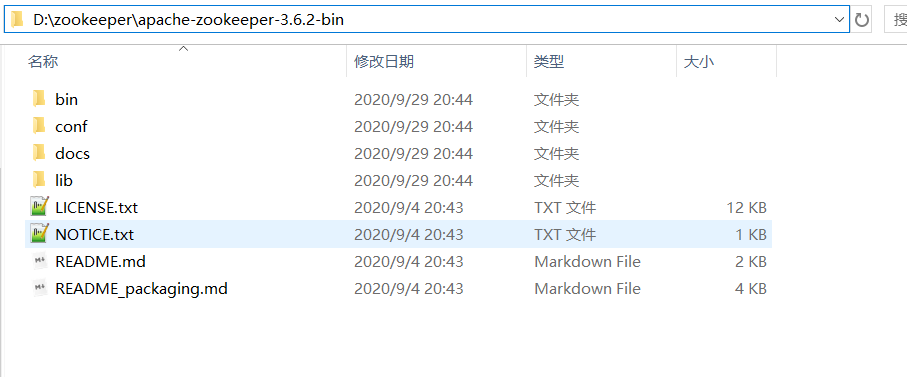 D:\zookeeper\apache-zookeeper-3.6.2-bin 搜
名称 修改日期 类型 大小
bin 2020/9/29 20:44 文件夹
conf 2020/9/29 20:44 文件夹
docs 2020/9/29 20:44 文件夹
lib 2020/9/29 20:44 文件夹
LICENSE.txt 2020/9/4 20:43 TXT 文件 12 KB
NOTICE.txt 2020/9/4 20:43 TXT 文件 1 KB
README.md 2020/9/4 20:43 Markdown File 2 KB
README_packaging.md 2020/9/4 20:43 Markdown File 4 KB